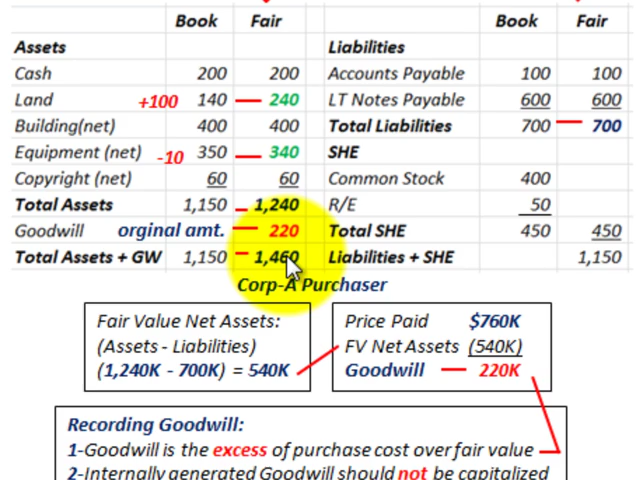 Book Fair Book Fair
Assets Liabilities
Cash 200 200 Accounts Payable 100 100
Land +100 140 240 LT Notes Payable 600 600
Building(net) 400 400 Total Liabilities 700 700
Equipment (net) -10 350 340 SHE
Copyright (net) 60 60 Common Stock 400
Total Assets 1,150 1,240 R/E 50
Goodwill orginal amt. 220 Total SHE 450 450
Total Assets + GW 1,150 1,460 Liabilities + SHE 1,150
Corp-A Purchaser
Fair Value Net Assets:
(Assets - Liabilities)
(1,240K - 700K) = 540K
Price Paid $760K
FV Net Assets (540K)
Goodwill 220K
Recording Goodwill:
1-Goodwill is the excess of purchase cost over fair value
2-Internally generated Goodwill should not be capitalized